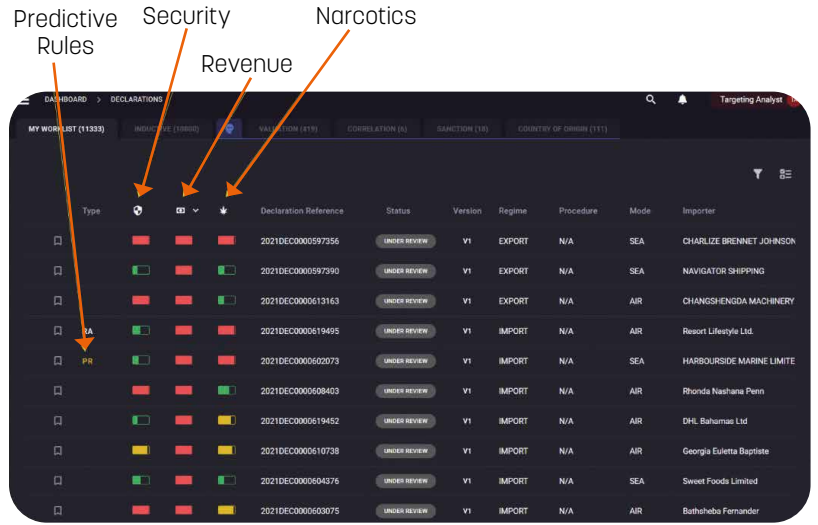 Predictive Rules
Security
Revenue
Narcotics
DASHBOARD > DECLARATIONS
Targeting Analyst
MY WORKLIST (11333) INDUCTIVE (10800) VALUATION (819) CORRELATION (6) SANCTION (18) COUNTRY OF ORIGIN (111)
Type Declaration Reference Status Version Regime Procedure Mode Importer
2021DEC0000597356 UNDER REVIEW V1 EXPORT N/A SEA CHARLIZE BRENNET JOHNSON
2021DEC0000597390 UNDER REVIEW V1 EXPORT N/A SEA NAVIGATOR SHIPPING
2021DEC0000613163 UNDER REVIEW V1 EXPORT N/A AIR CHANGSHENGDA MACHINERY
RA 2021DEC0000619495 UNDER REVIEW V1 IMPORT N/A AIR Resort Lifestyle Ltd.
PR 2021DEC0000602073 UNDER REVIEW V1 IMPORT N/A SEA HARBOURSIDE MARINE LIMITE
2021DEC0000608403 UNDER REVIEW V1 IMPORT N/A AIR Rhonda Nashana Penn
2021DEC0000619452 UNDER REVIEW V1 IMPORT N/A AIR DHL Bahamas Ltd
2021DEC0000610738 UNDER REVIEW V1 IMPORT N/A AIR Georgia Euletta Baptiste
2021DEC0000604376 UNDER REVIEW V1 IMPORT N/A SEA Sweet Foods Limited
2021DEC0000603075 UNDER REVIEW V1 IMPORT N/A AIR Bathsheba Fernander